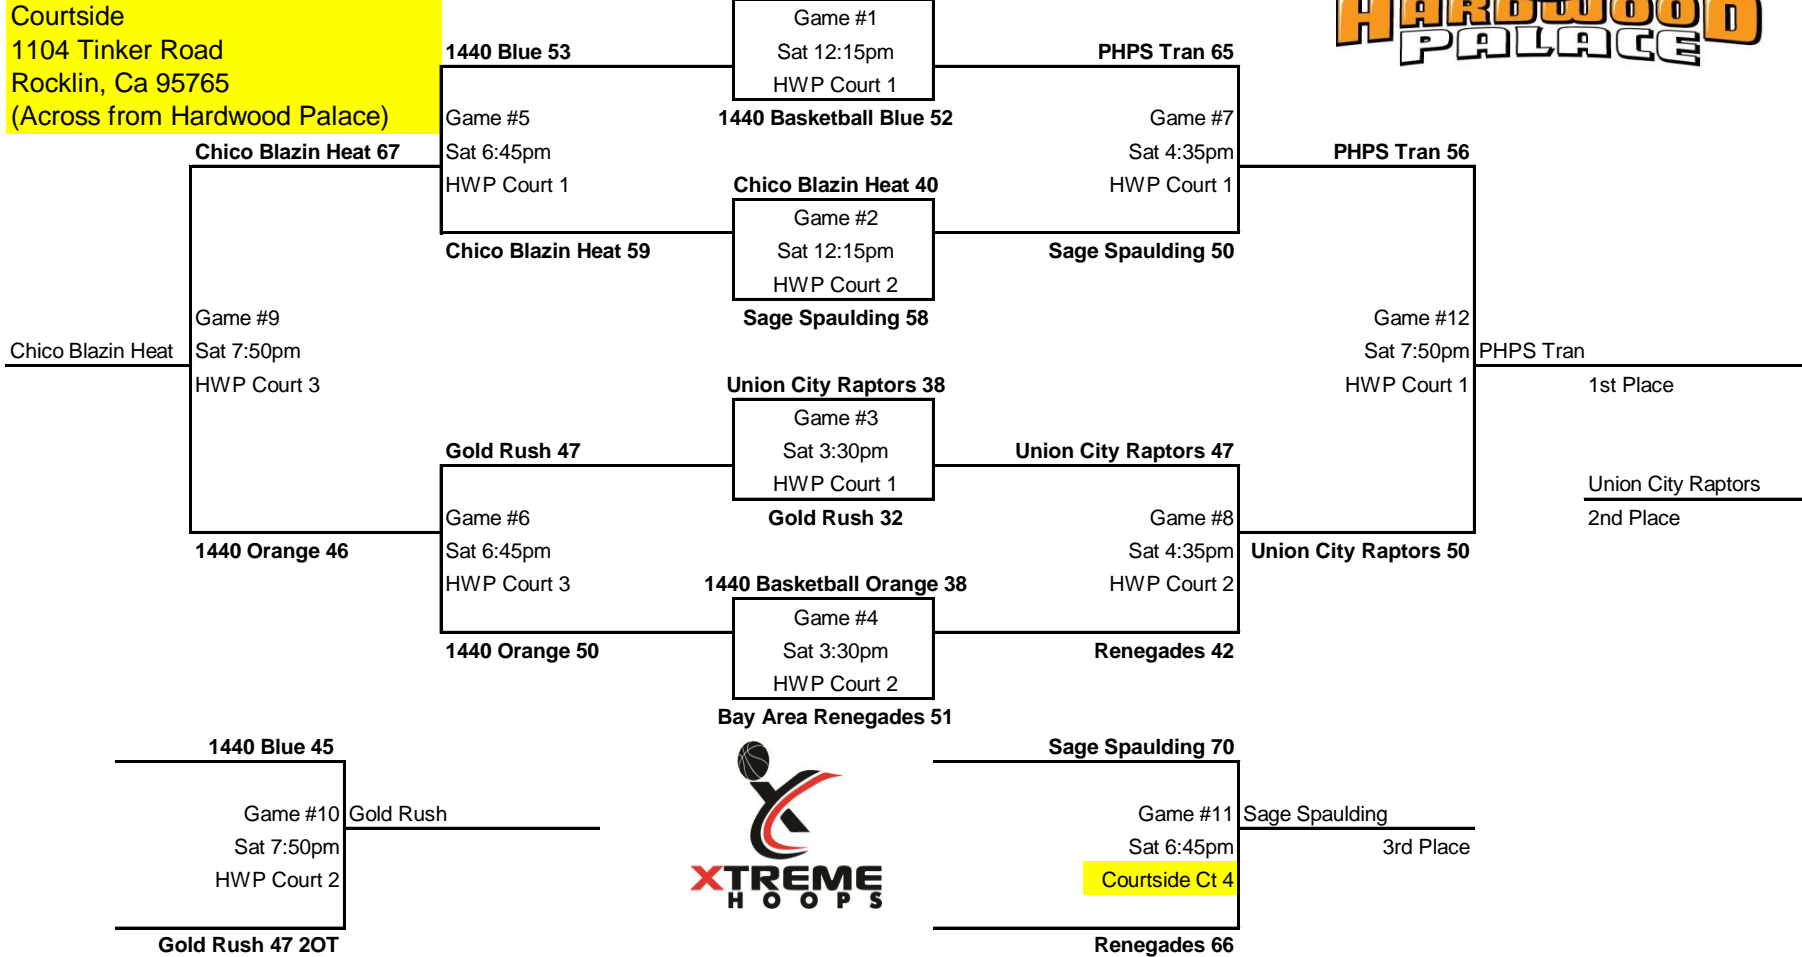 Courtside
1104 Tinker Road
Rocklin, Ca 95765
(Across from Hardwood Palace)
HARDWOOD
PALACE
Game #1
Sat 12:15pm
HWP Court 1
1440 Blue 53
PHPS Tran 65
Game #5
Sat 6:45pm
HWP Court 1
1440 Basketball Blue 52
Game #7
Sat 4:35pm
HWP Court 1
Chico Blazin Heat 67
PHPS Tran 56
Chico Blazin Heat 40
Game #2
Sat 12:15pm
HWP Court 2
Sage Spaulding 58
Chico Blazin Heat 59
Sage Spaulding 50
Game #9
Sat 7:50pm
HWP Court 3
Chico Blazin Heat
Game #12
Sat 7:50pm
HWP Court 1
PHPS Tran
1st Place
Union City Raptors 38
Game #3
Sat 3:30pm
HWP Court 1
Gold Rush 32
Gold Rush 47
Union City Raptors 47
Union City Raptors
2nd Place
Game #6
Sat 6:45pm
HWP Court 3
Game #8
Sat 4:35pm
HWP Court 2
1440 Orange 46
Union City Raptors 50
1440 Basketball Orange 38
Game #4
Sat 3:30pm
HWP Court 2
Bay Area Renegades 51
1440 Orange 50
Renegades 42
1440 Blue 45
Game #10
Sat 7:50pm
HWP Court 2
Gold Rush
Gold Rush 47 2OT
XTREME
HOOPS
Sage Spaulding 70
Game #11
Sat 6:45pm
Courtside Ct 4
Sage Spaulding
3rd Place
Renegades 66